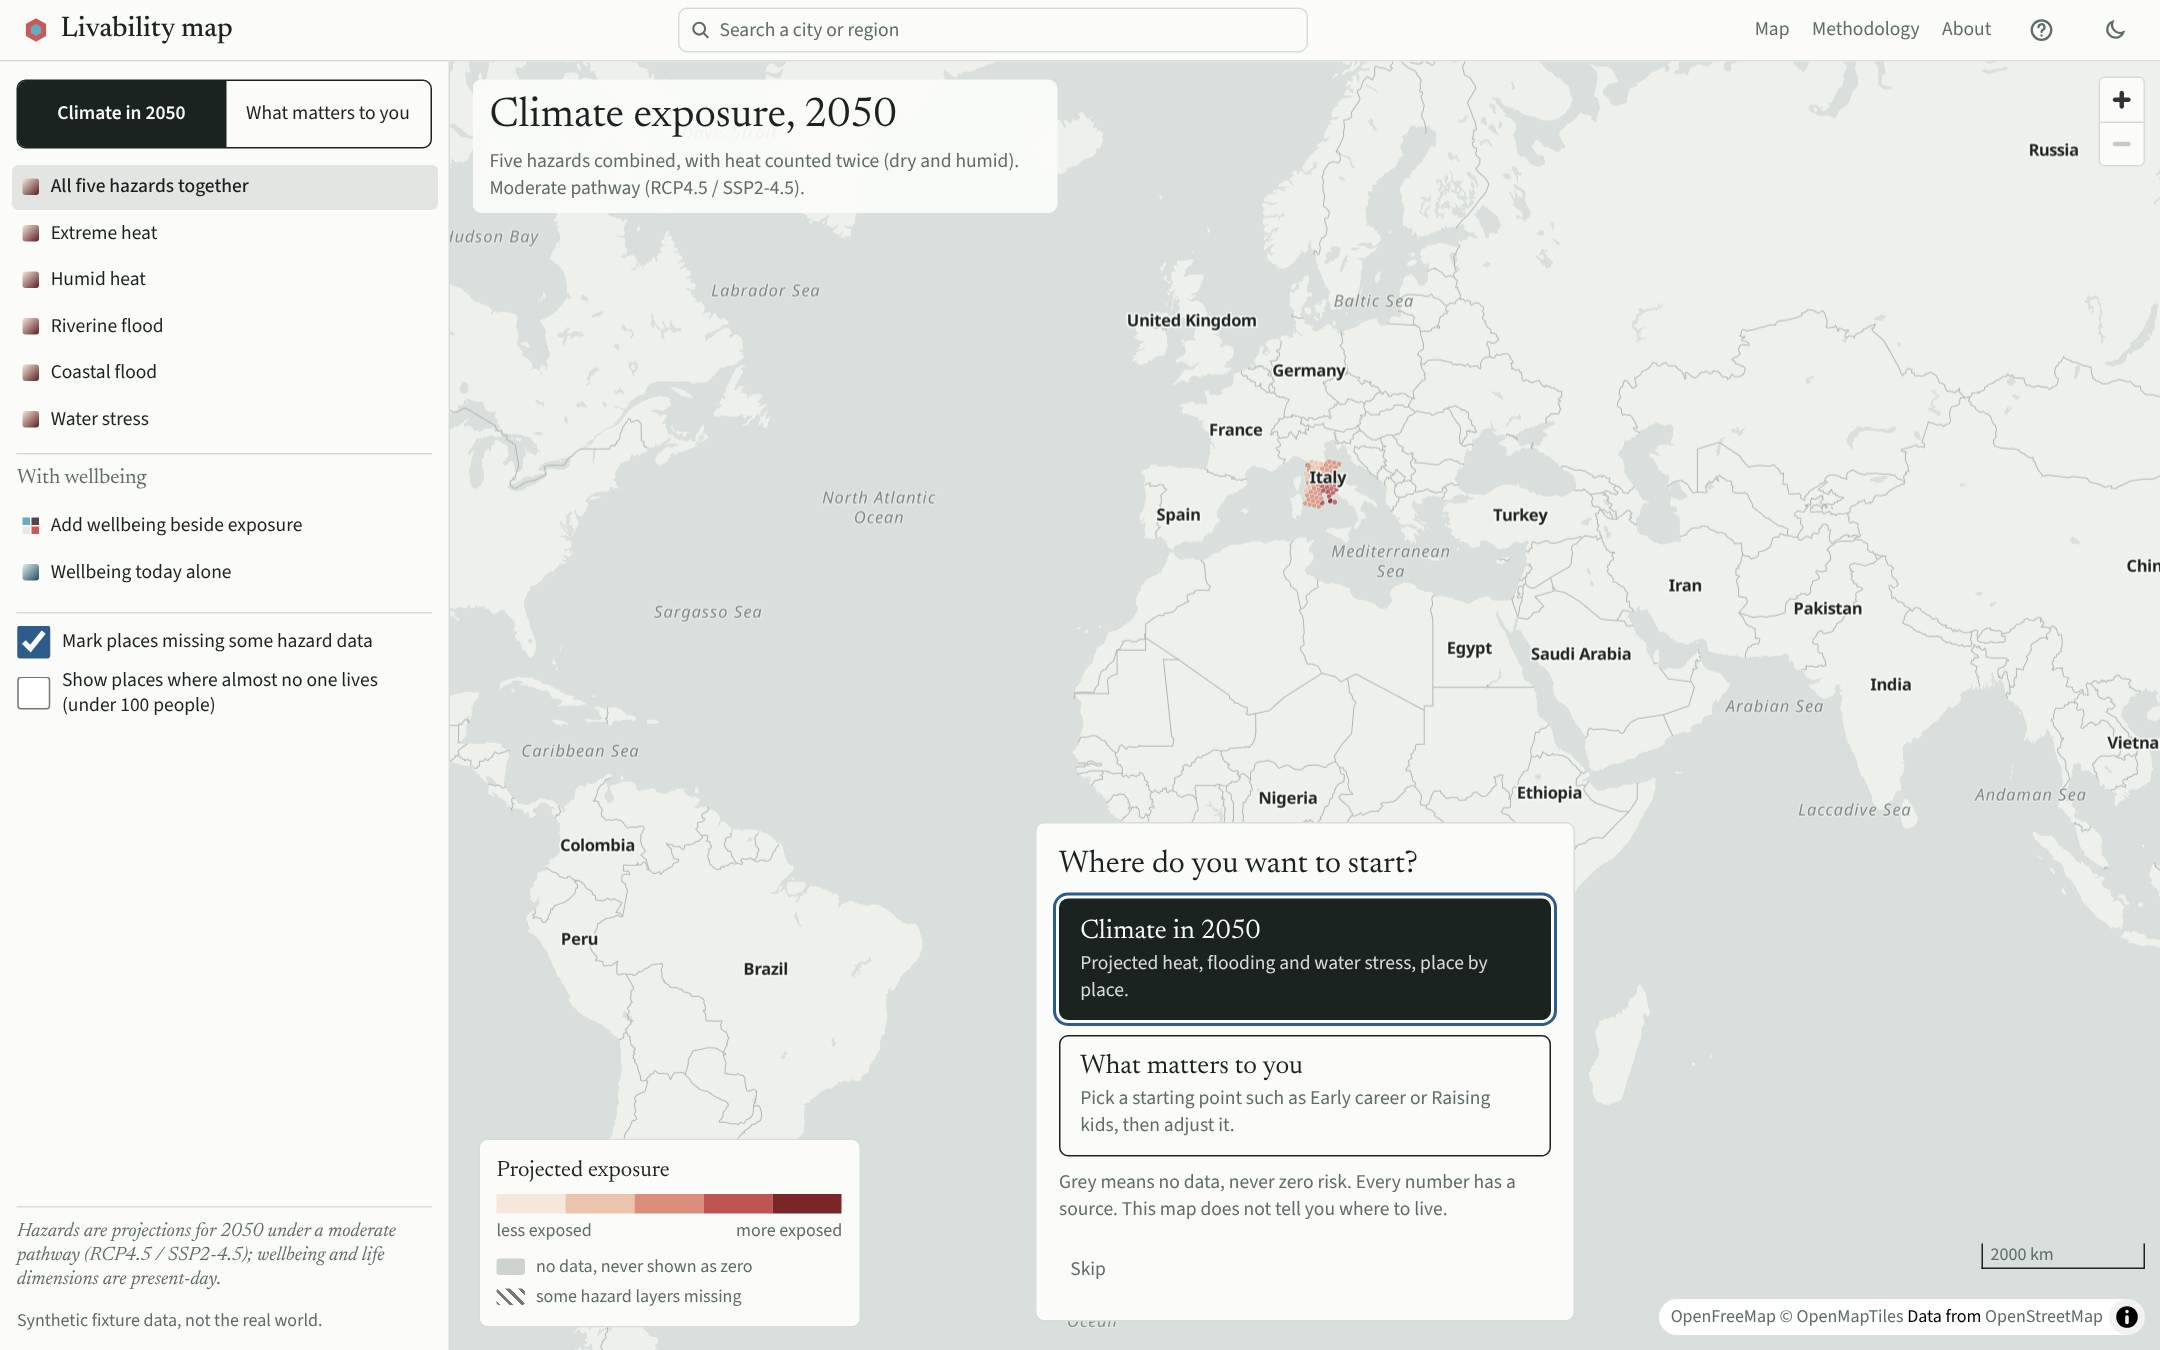 Livability map
Search a city or region
Map
Methodology
About
Climate in 2050
What matters to you
All five hazards together
Extreme heat
Humid heat
Riverine flood
Coastal flood
Water stress
With wellbeing
Add wellbeing beside exposure
Wellbeing today alone
Mark places missing some hazard data
Show places where almost no one lives
(under 100 people)
Hazards are projections for 2050 under a moderate
pathway (RCP4.5 / SSP2-4.5); wellbeing and life
dimensions are present-day.
Synthetic fixture data, not the real world.
Climate exposure, 2050
Five hazards combined, with heat counted twice (dry and humid).
Moderate pathway (RCP4.5 / SSP2-4.5).
Russia
Hudson Bay
Labrador Sea
Baltic Sea
United Kingdom
Germany
France
Italy
North Atlantic
Ocean
Spain
Turkey
Mediterranean
Sea
Chin
Iran
Pakistan
Sargasso Sea
Egypt
Saudi Arabia
India
Arabian Sea
Vietna
Caribbean Sea
Nigeria
Ethiopia
Andaman Sea
Laccadive Sea
Colombia
Peru
Brazil
Where do you want to start?
Climate in 2050
Projected heat, flooding and water stress, place by
place.
What matters to you
Pick a starting point such as Early career or Raising
kids, then adjust it.
Grey means no data, never zero risk. Every number has a
source. This map does not tell you where to live.
Skip
Ocean
Projected exposure
less exposed
more exposed
no data, never shown as zero
some hazard layers missing
2000 km
OpenFreeMap © OpenMapTiles Data from OpenStreetMap